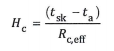 H_c = (t_sk − t_a) / R_c,eff